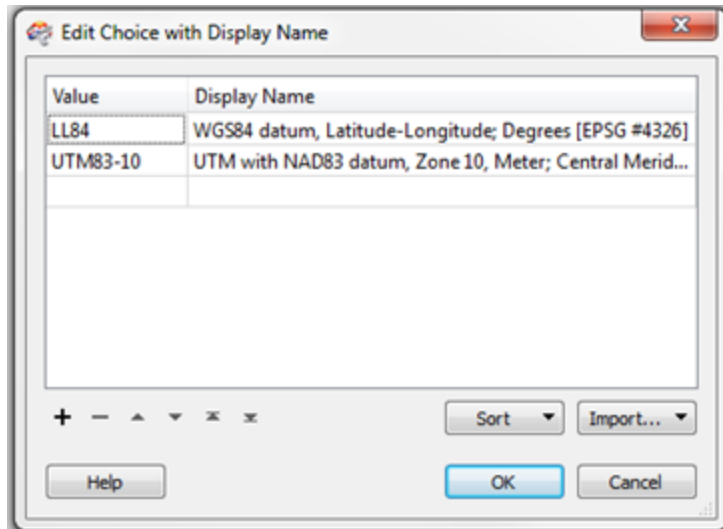 Edit Choice with Display Name
Value Display Name
LL84 WGS84 datum, Latitude-Longitude; Degrees [EPSG #4326]
UTM83-10 UTM with NAD83 datum, Zone 10, Meter; Central Merid...
Sort Import...
Help OK Cancel